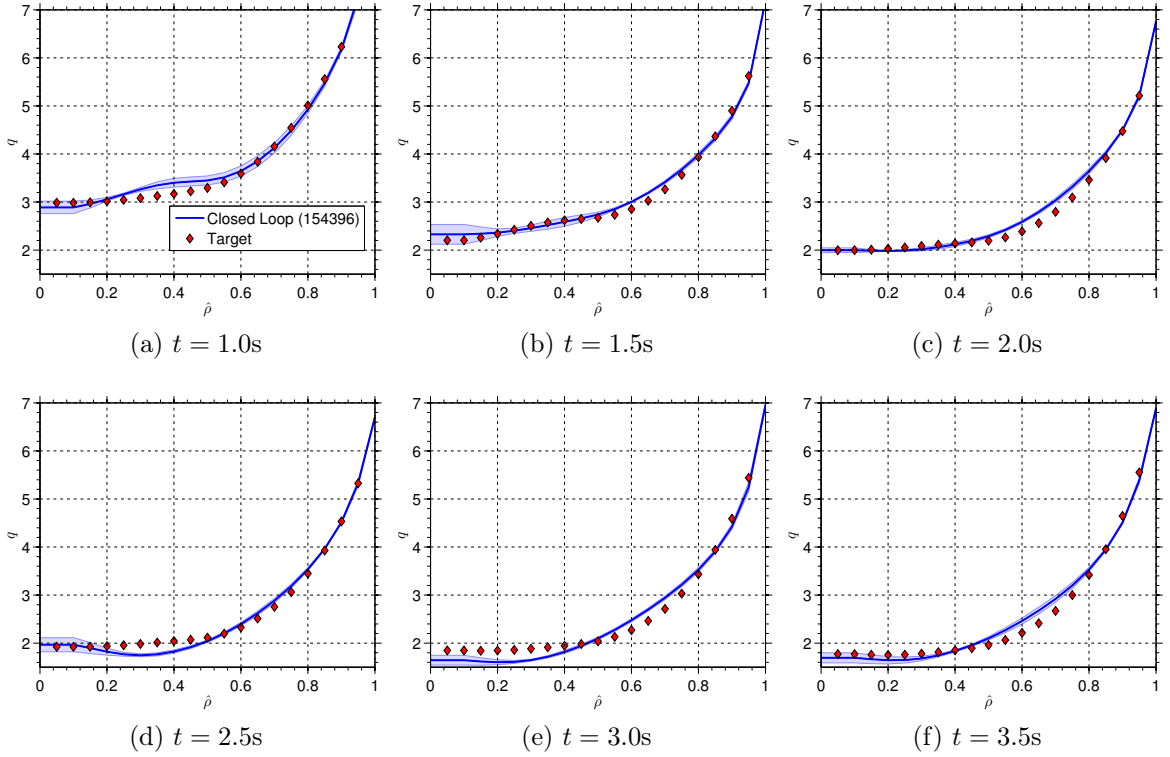 7 7 7
6 6 6
5 5 5
q q q
4 4 4
3 3 3
Closed Loop (154396)
2 2 2
Target
0 0.2 0.4 0.6 0.8 1 0 0.2 0.4 0.6 0.8 1 0 0.2 0.4 0.6 0.8 1
ρ̂ ρ̂ ρ̂
(a) t = 1.0s (b) t = 1.5s (c) t = 2.0s
7 7 7
6 6 6
5 5 5
q q q
4 4 4
3 3 3
2 2 2
0 0.2 0.4 0.6 0.8 1 0 0.2 0.4 0.6 0.8 1 0 0.2 0.4 0.6 0.8 1
ρ̂ ρ̂ ρ̂
(d) t = 2.5s (e) t = 3.0s (f) t = 3.5s